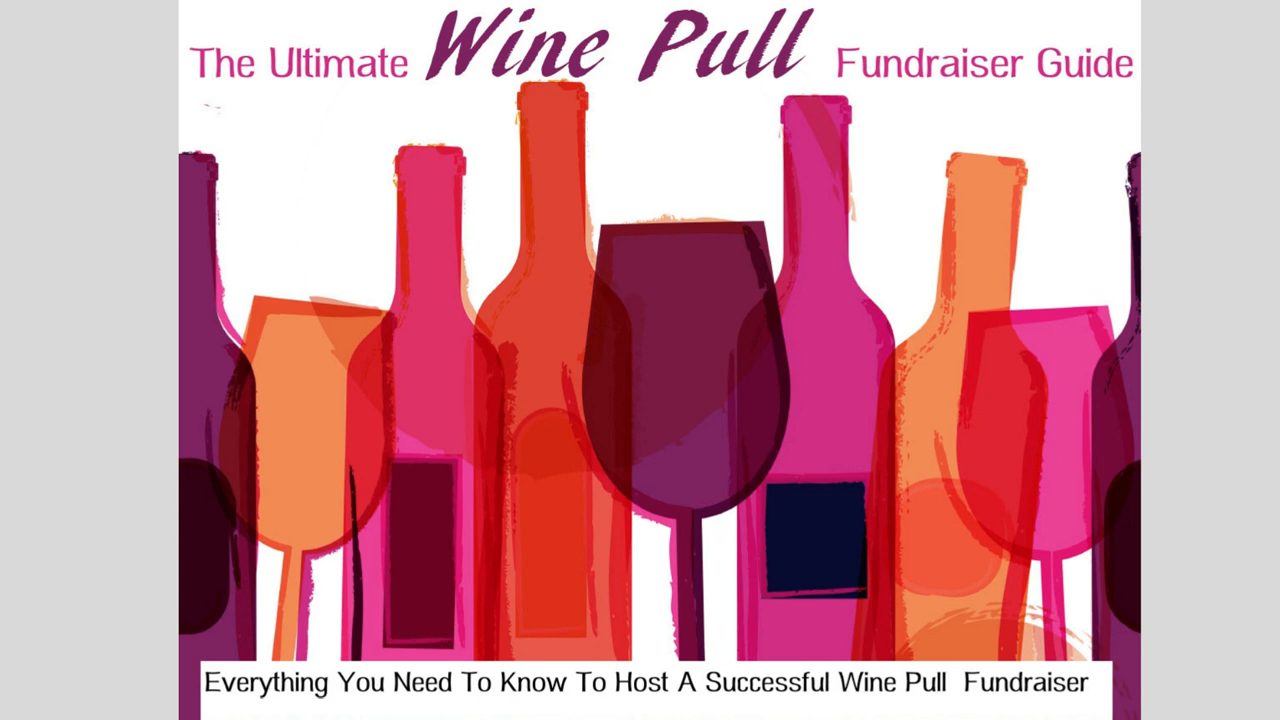 The Ultimate Wine Pull Fundraiser Guide
Everything You Need To Know To Host A Successful Wine Pull Fundraiser